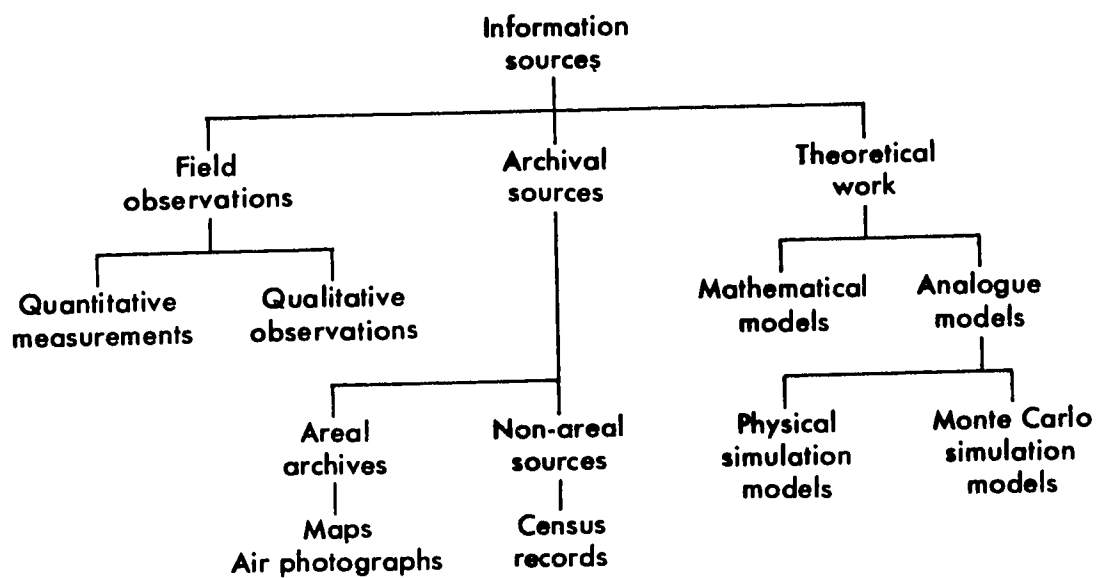 Information
sources
Field
observations
Archival
sources
Theoretical
work
Quantitative
measurements
Qualitative
observations
Mathematical
models
Analogue
models
Areal
archives
Non-areal
sources
Physical
simulation
models
Monte Carlo
simulation
models
Maps
Air photographs
Census
records